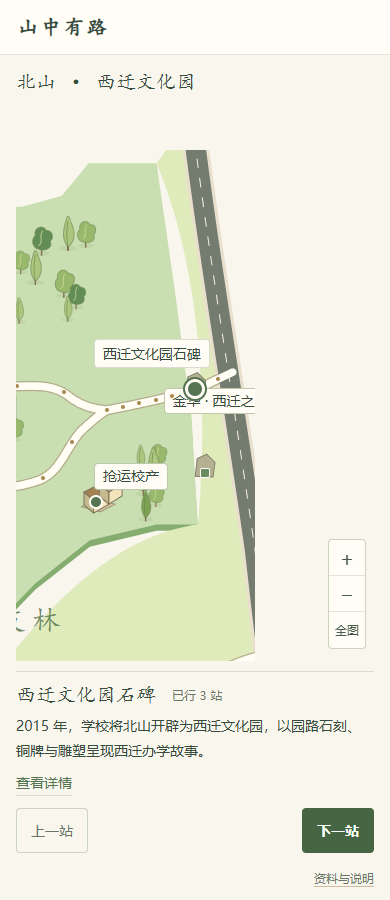 山中有路
北山 • 西迁文化园
西迁文化园石碑
金华 · 西迁之
抢运校产
林
+
−
全图
西迁文化园石碑 已行 3 站
2015 年，学校将北山开辟为西迁文化园，以园路石刻、
铜牌与雕塑呈现西迁办学故事。
查看详情
上一站
下一站
资料与说明